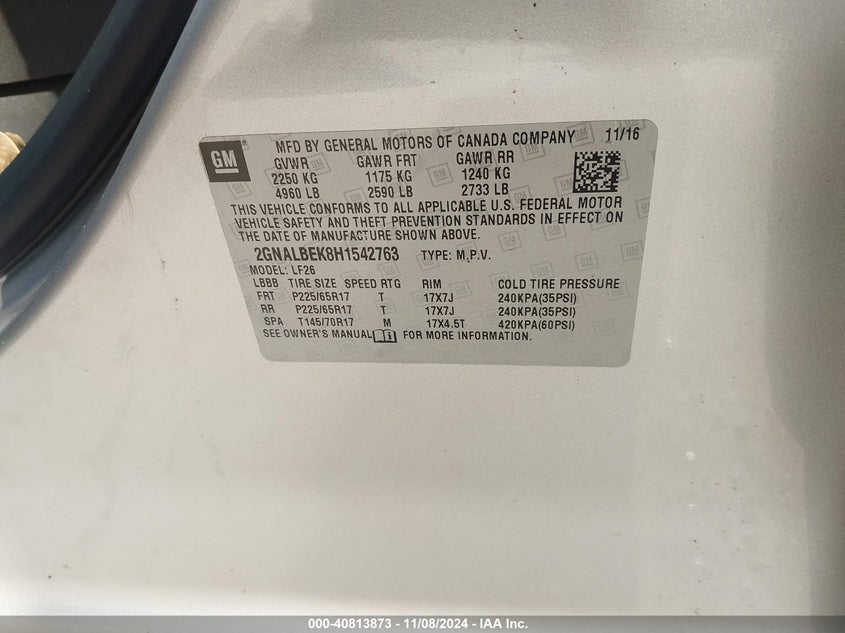 GM
MFD BY GENERAL MOTORS OF CANADA COMPANY 11/16
GVWR GAWR FRT GAWR RR
2250 KG 1175 KG 1240 KG
4960 LB 2590 LB 2733 LB
THIS VEHICLE CONFORMS TO ALL APPLICABLE U.S. FEDERAL MOTOR
VEHICLE SAFETY AND THEFT PREVENTION STANDARDS IN EFFECT ON
THE DATE OF MANUFACTURE SHOWN ABOVE.
2GNALBEK8H1542763 TYPE: M.P.V.
MODEL: LF26
LBBB TIRE SIZE SPEED RTG RIM COLD TIRE PRESSURE
FRT P225/65R17 T 17X7J 240KPA(35PSI)
RR P225/65R17 T 17X7J 240KPA(35PSI)
SPA T145/70R17 M 17X4.5T 420KPA(60PSI)
SEE OWNER'S MANUAL FOR MORE INFORMATION.
000-40813873 - 11/08/2024 - IAA Inc.